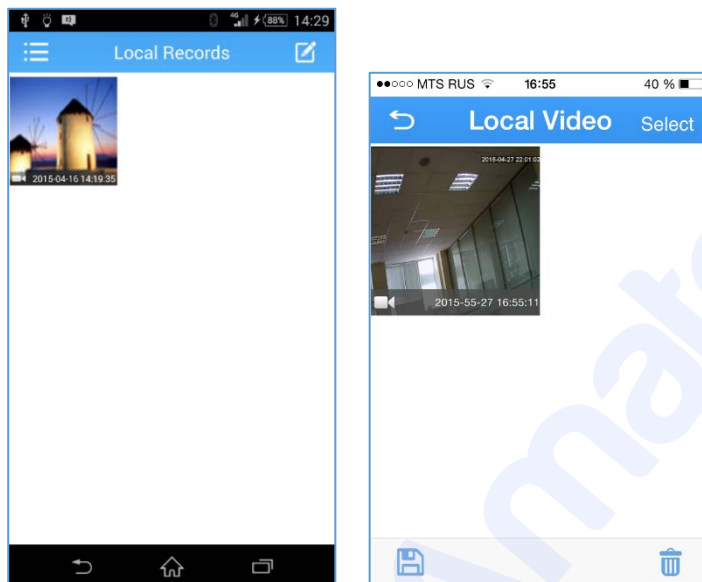 4G 88% 14:29
Local Records
2015-04-16 14:19:35
MTS RUS 16:55 40 %
Local Video Select
2015-04-27 22:01:02
2015-55-27 16:55:11